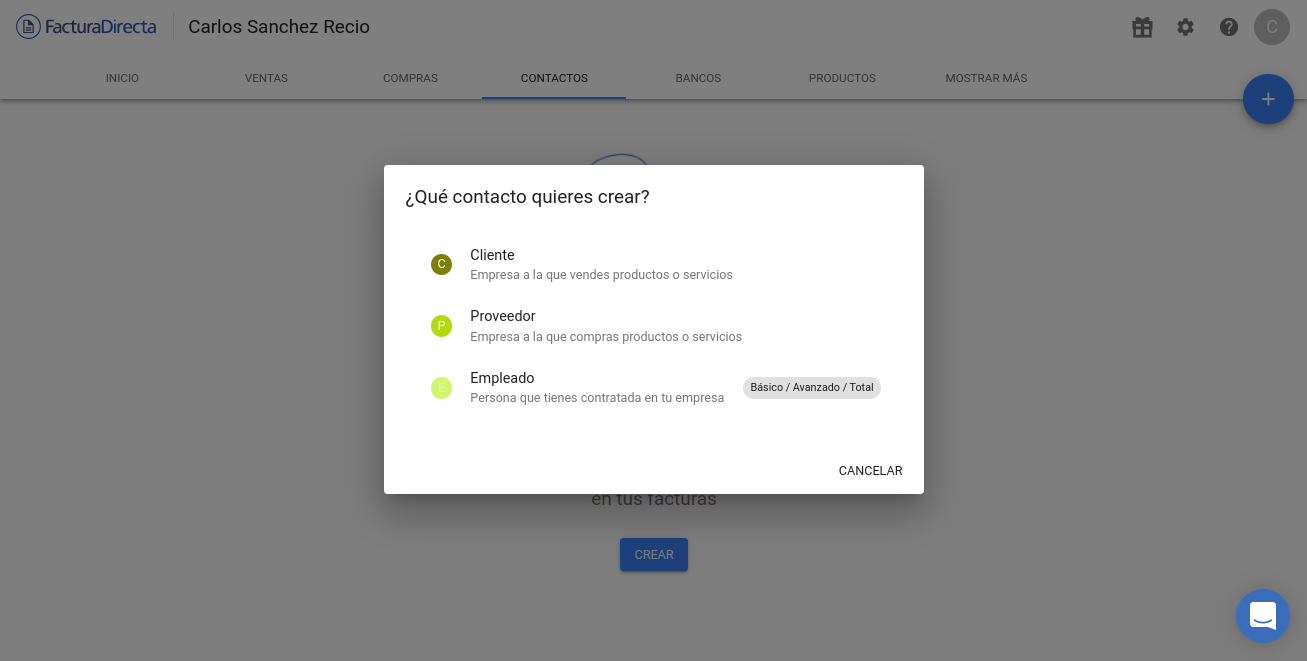 FacturaDirecta
Carlos Sanchez Recio
C
INICIO
VENTAS
COMPRAS
CONTACTOS
BANCOS
PRODUCTOS
MOSTRAR MÁS
¿Qué contacto quieres crear?
C
Cliente
Empresa a la que vendes productos o servicios
P
Proveedor
Empresa a la que compras productos o servicios
E
Empleado
Persona que tienes contratada en tu empresa
Básico / Avanzado / Total
CANCELAR
en tus facturas
CREAR